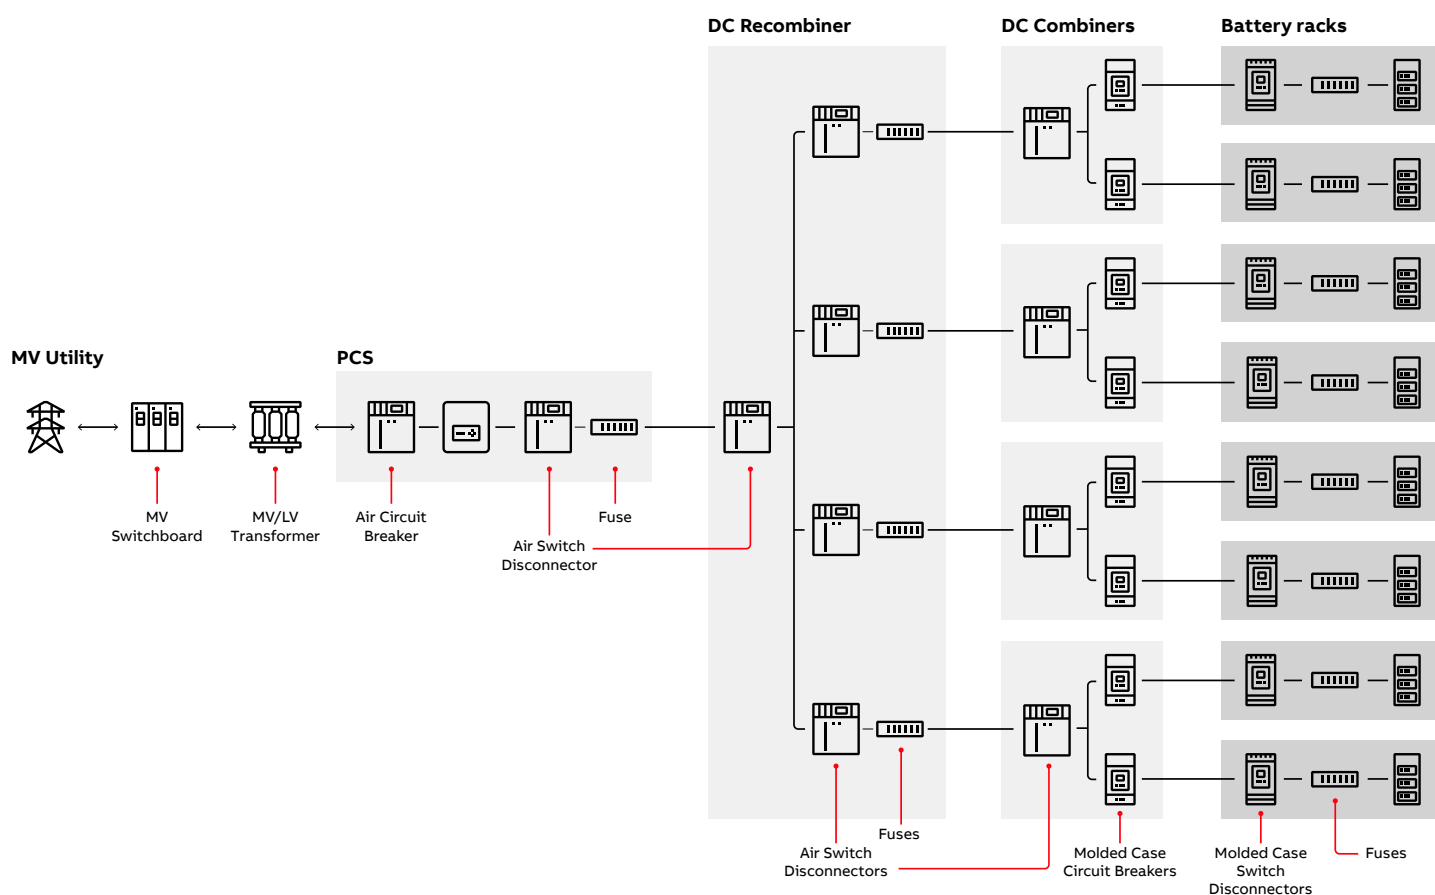 DC Recombiner
DC Combiners
Battery racks
MV Utility
PCS
MV
Switchboard
MV/LV
Transformer
Air Circuit
Breaker
Air Switch
Disconnector
Fuse
Fuses
Air Switch
Disconnectors
Molded Case
Circuit Breakers
Molded Case
Switch
Disconnectors
Fuses